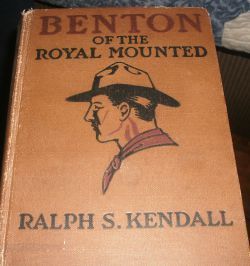 BENTON
OF THE
ROYAL MOUNTED
RALPH S. KENDALL